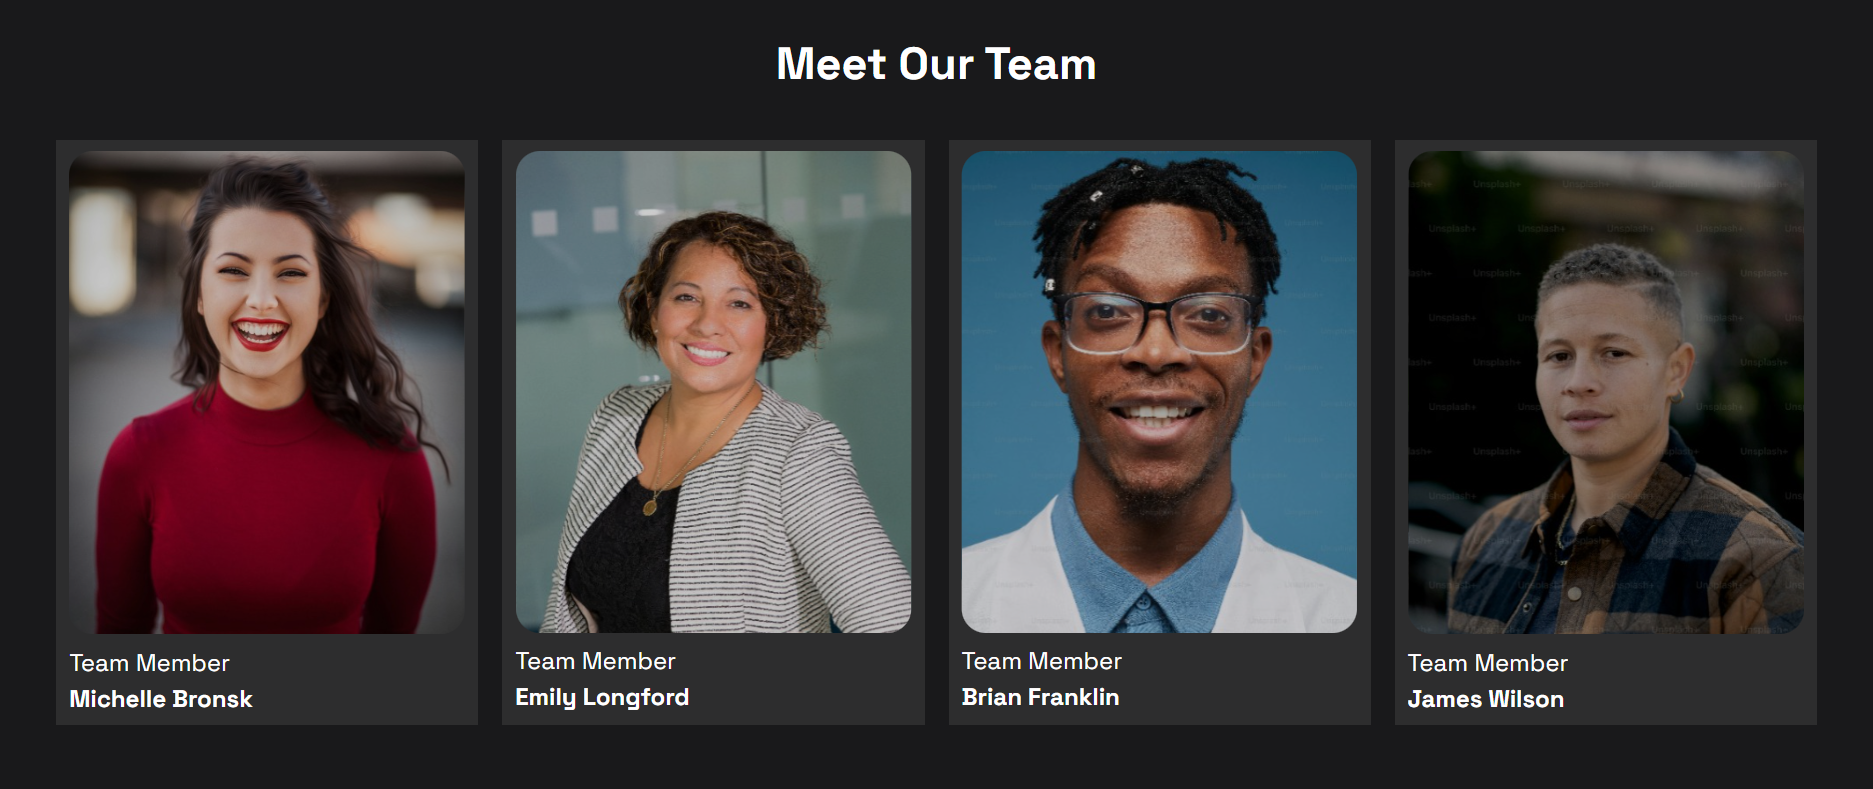 Meet Our Team
Team Member
Michelle Bronsk
Team Member
Emily Longford
Team Member
Brian Franklin
Team Member
James Wilson
Unsplash+